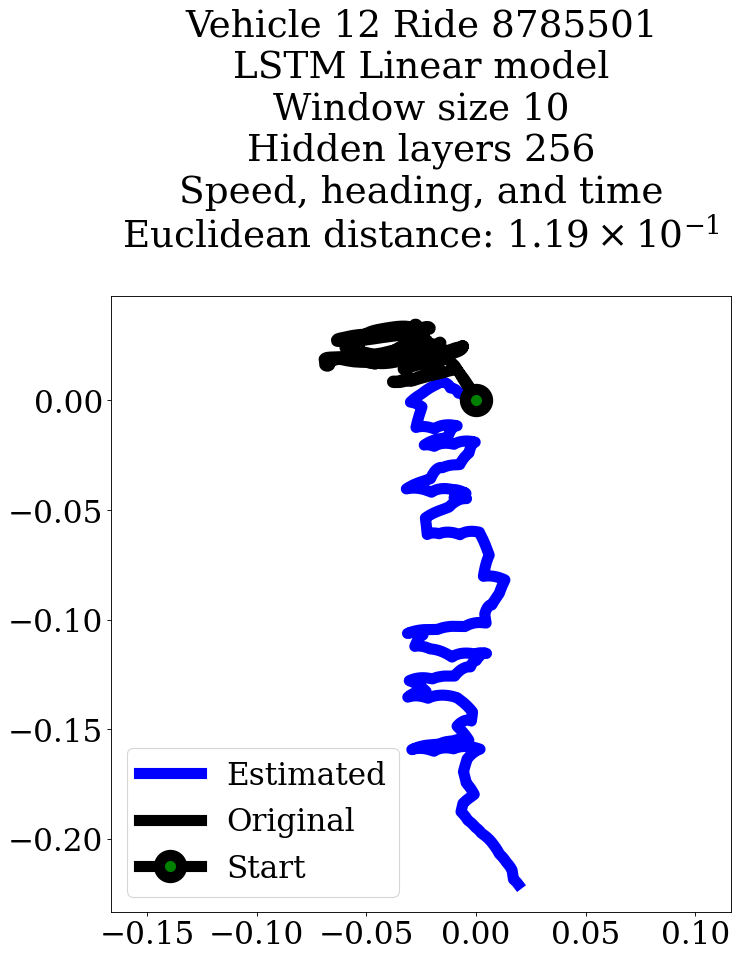 Vehicle 12 Ride 8785501
LSTM Linear model
Window size 10
Hidden layers 256
Speed, heading, and time
Euclidean distance: 1.19 × 10⁻¹
0.00
−0.05
−0.10
−0.15
−0.20
Estimated
Original
Start
−0.15 −0.10 −0.05 0.00 0.05 0.10